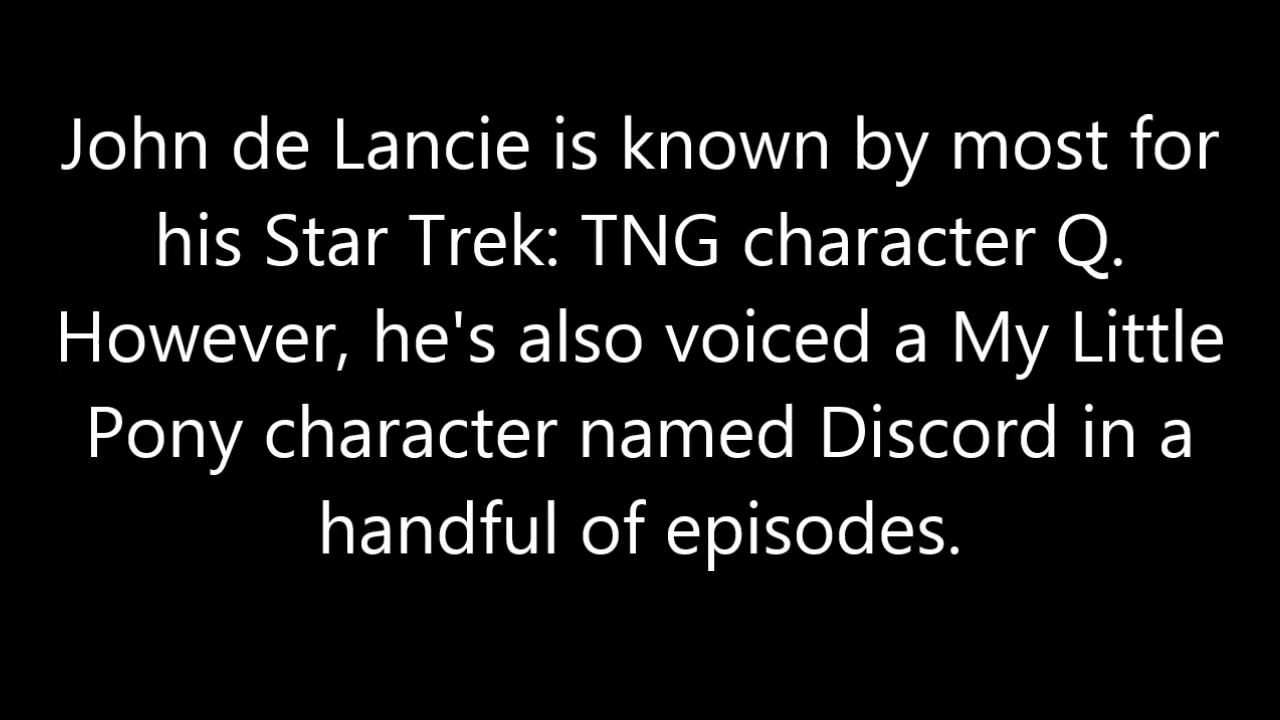 John de Lancie is known by most for
his Star Trek: TNG character Q.
However, he's also voiced a My Little
Pony character named Discord in a
handful of episodes.